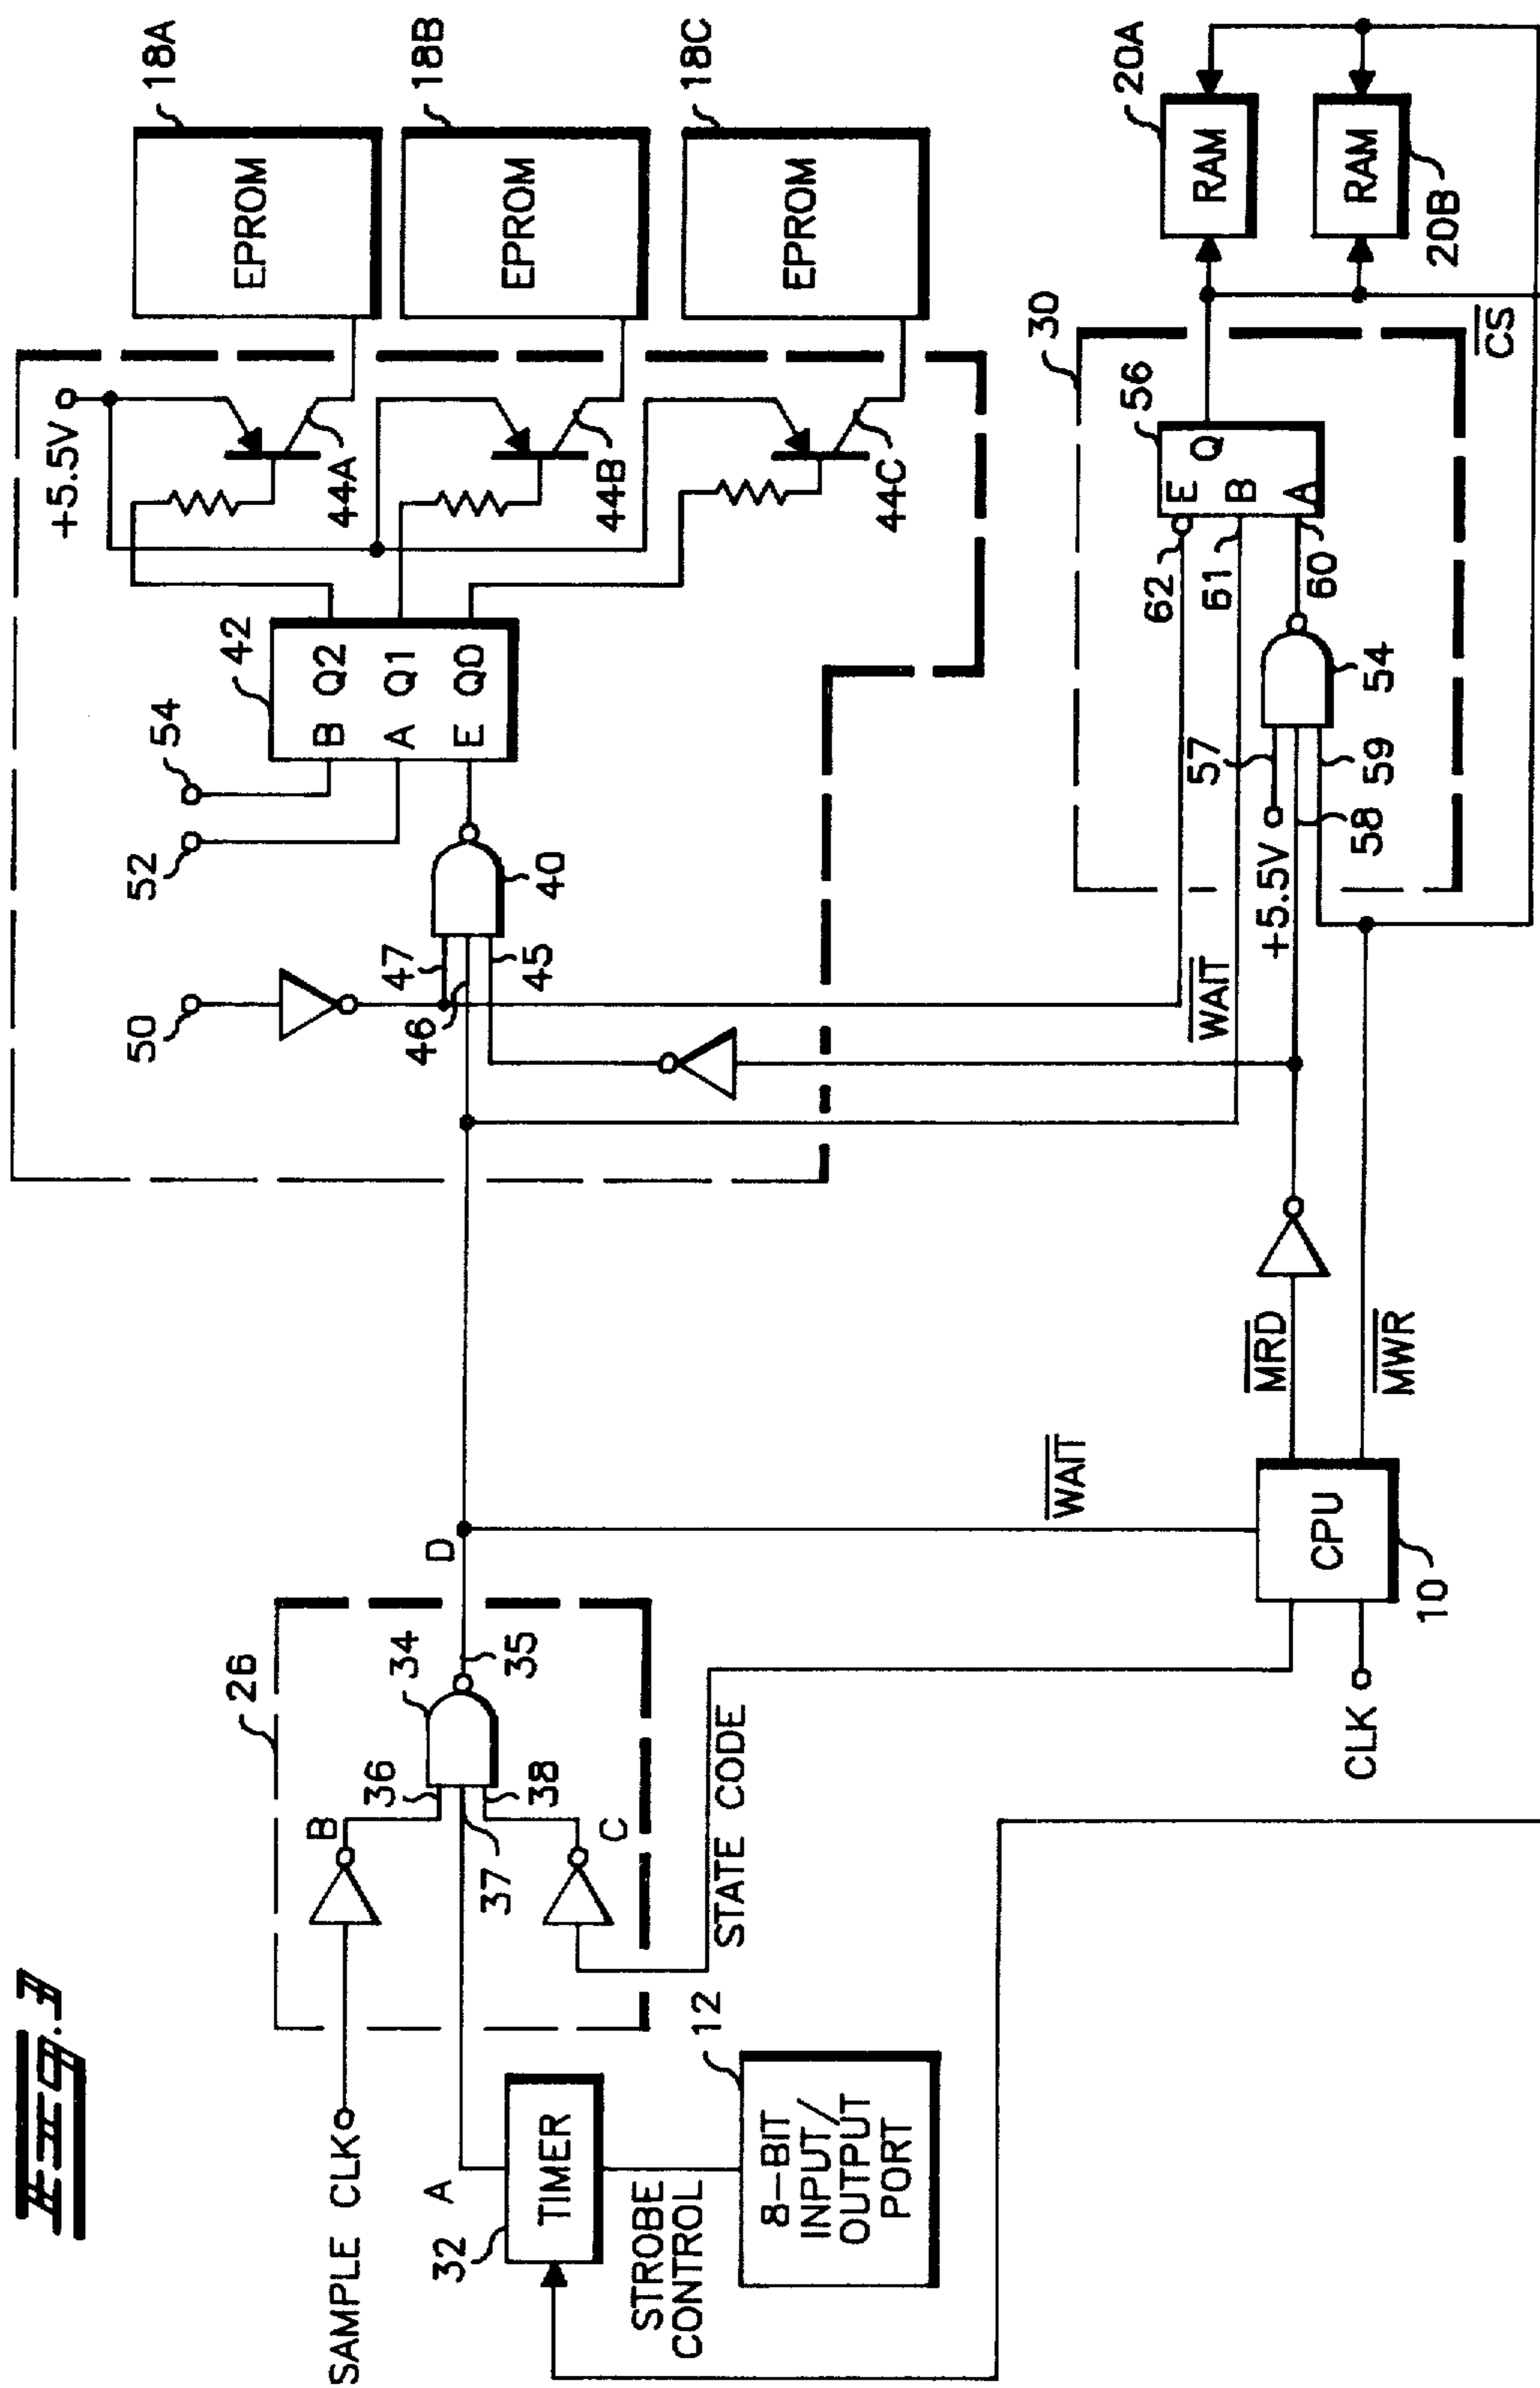 Fig. 3
SAMPLE CLK
B
36
34
26
A
37
35
D
38
C
32
TIMER
STROBE
CONTROL
12
8-BIT
INPUT/
OUTPUT
PORT
STATE CODE
WAIT
CLK
CPU
10
MRD
MWR
50
52
54
47
46
45
40
42
B Q2
A Q1
E Q0
+5.5V
44A
44B
44C
EPROM
18A
EPROM
18B
EPROM
18C
WAIT
+5.5V
57
58
59
54
62
61
60
E
B
A
Q
56
30
CS
RAM
20A
RAM
20B